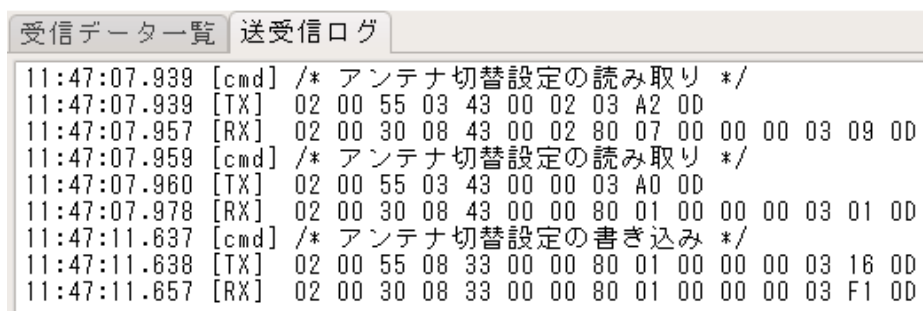 受信データ一覧 送受信ログ
11:47:07.939 [cmd] /* アンテナ切替設定の読み取り */
11:47:07.939 [TX] 02 00 55 03 43 00 02 03 A2 0D
11:47:07.957 [RX] 02 00 30 08 43 00 02 80 07 00 00 00 03 09 0D
11:47:07.959 [cmd] /* アンテナ切替設定の読み取り */
11:47:07.960 [TX] 02 00 55 03 43 00 00 03 A0 0D
11:47:07.978 [RX] 02 00 30 08 43 00 00 80 01 00 00 00 03 01 0D
11:47:11.637 [cmd] /* アンテナ切替設定の書き込み */
11:47:11.638 [TX] 02 00 55 08 33 00 00 80 01 00 00 00 03 16 0D
11:47:11.657 [RX] 02 00 30 08 33 00 00 80 01 00 00 00 03 F1 0D